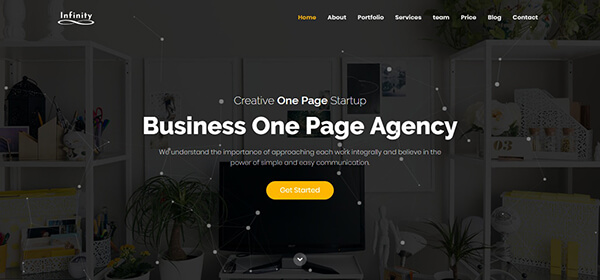 Infinity
Home About Portfolio Services team Price Blog Contact
Creative One Page Startup
Business One Page Agency
We understand the importance of approaching each work integrally and believe in the
power of simple and easy communication.
Get Started